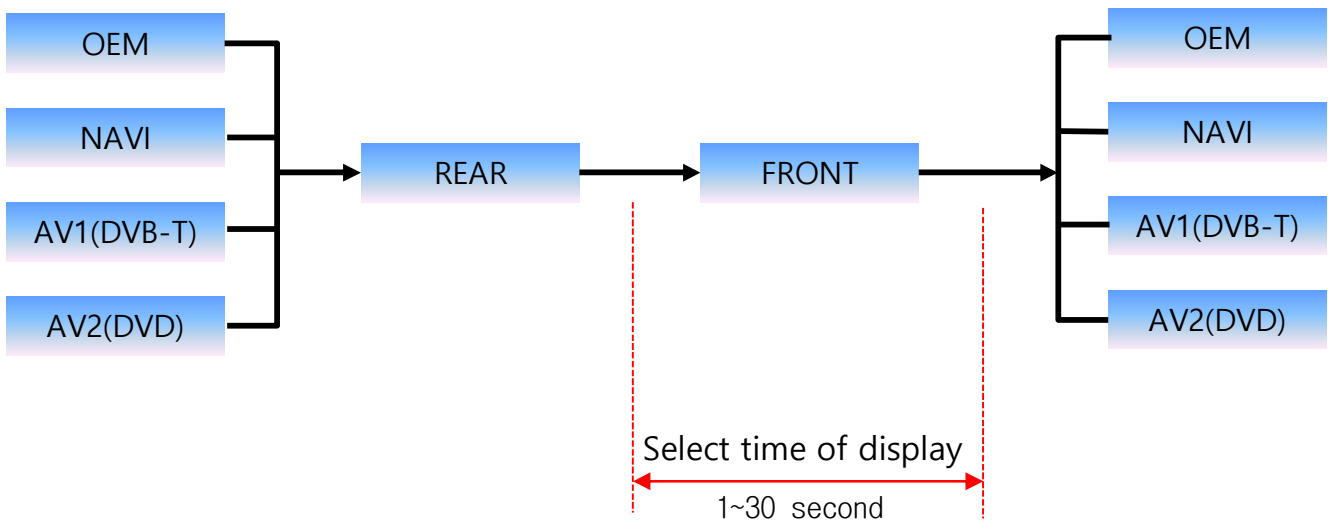 OEM
NAVI
AV1(DVB-T)
AV2(DVD)
REAR
FRONT
OEM
NAVI
AV1(DVB-T)
AV2(DVD)
Select time of display
1~30 second